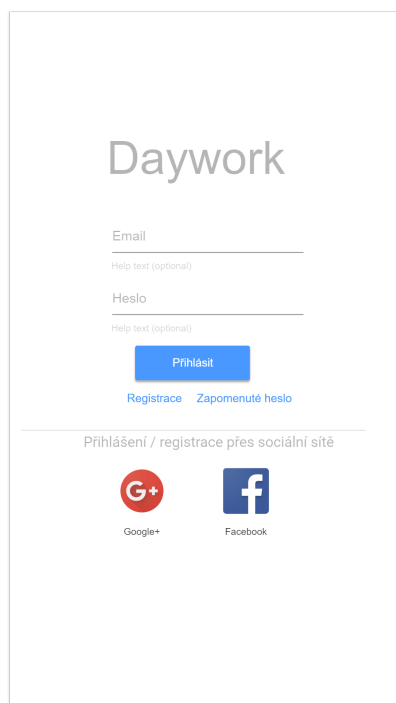 Daywork
Email
Help text (optional)
Heslo
Help text (optional)
Přihlásit
Registrace Zapomenuté heslo
Přihlášení / registrace přes sociální sítě
G+ f
Google+ Facebook